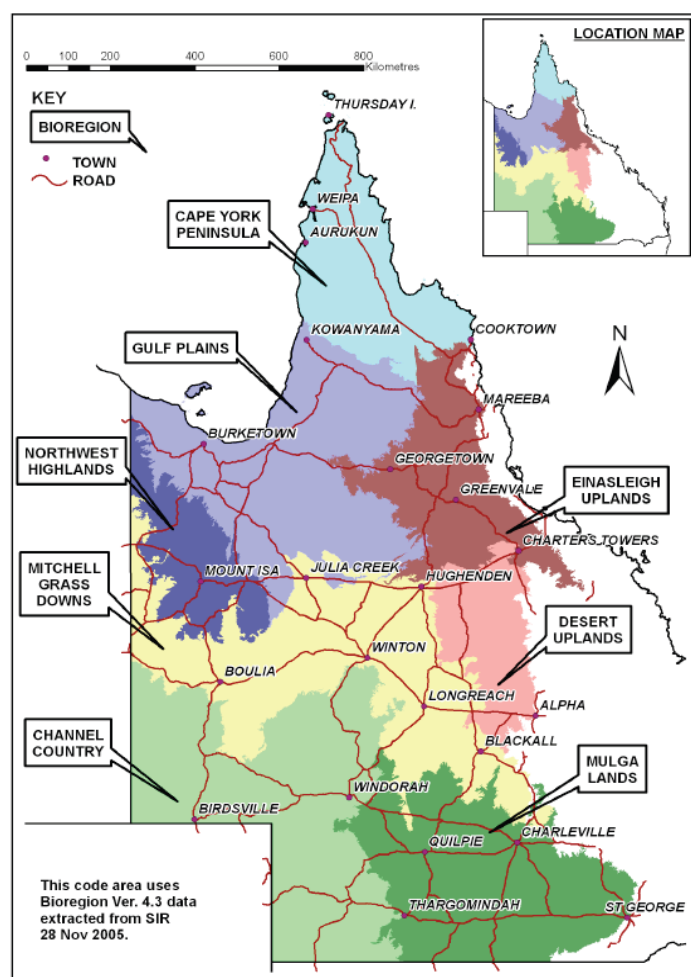 LOCATION MAP
0 100 200 400 600 800
Kilometres
KEY
BIOREGION
TOWN
ROAD
THURSDAY I.
WEIPA
CAPE YORK
PENINSULA
AURUKUN
KOWANYAMA
COOKTOWN
GULF PLAINS
N
MAREEBA
BURKETOWN
NORTHWEST
HIGHLANDS
GEORGETOWN
GREENVALE
EINASLEIGH
UPLANDS
CHARTERS TOWERS
MITCHELL
GRASS
DOWNS
MOUNT ISA
JULIA CREEK
HUGHENDEN
DESERT
UPLANDS
WINTON
BOULIA
LONGREACH
ALPHA
CHANNEL
COUNTRY
BLACKALL
MULGA
LANDS
WINDORAH
BIRDSVILLE
CHARLEVILLE
QUILPIE
THARGOMINDAH
ST GEORGE
This code area uses
Bioregion Ver. 4.3 data
extracted from SIR
28 Nov 2005.